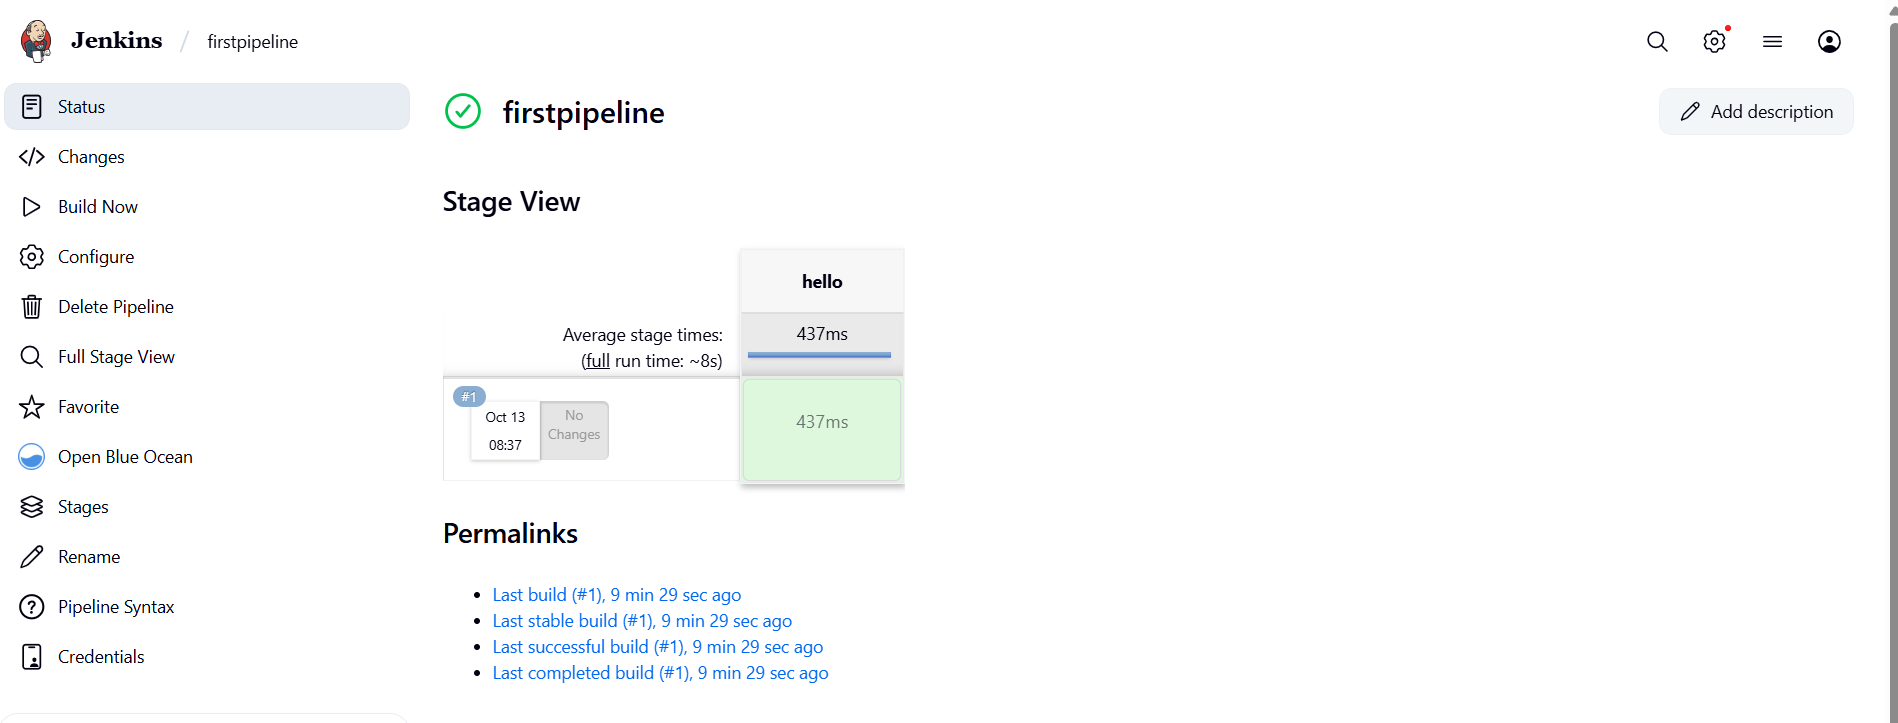 Jenkins / firstpipeline
Status
Changes
Build Now
Configure
Delete Pipeline
Full Stage View
Favorite
Open Blue Ocean
Stages
Rename
Pipeline Syntax
Credentials
firstpipeline
Add description
Stage View
hello
Average stage times:
(full run time: ~8s)
437ms
#1
Oct 13
08:37
No
Changes
437ms
Permalinks
Last build (#1), 9 min 29 sec ago
Last stable build (#1), 9 min 29 sec ago
Last successful build (#1), 9 min 29 sec ago
Last completed build (#1), 9 min 29 sec ago